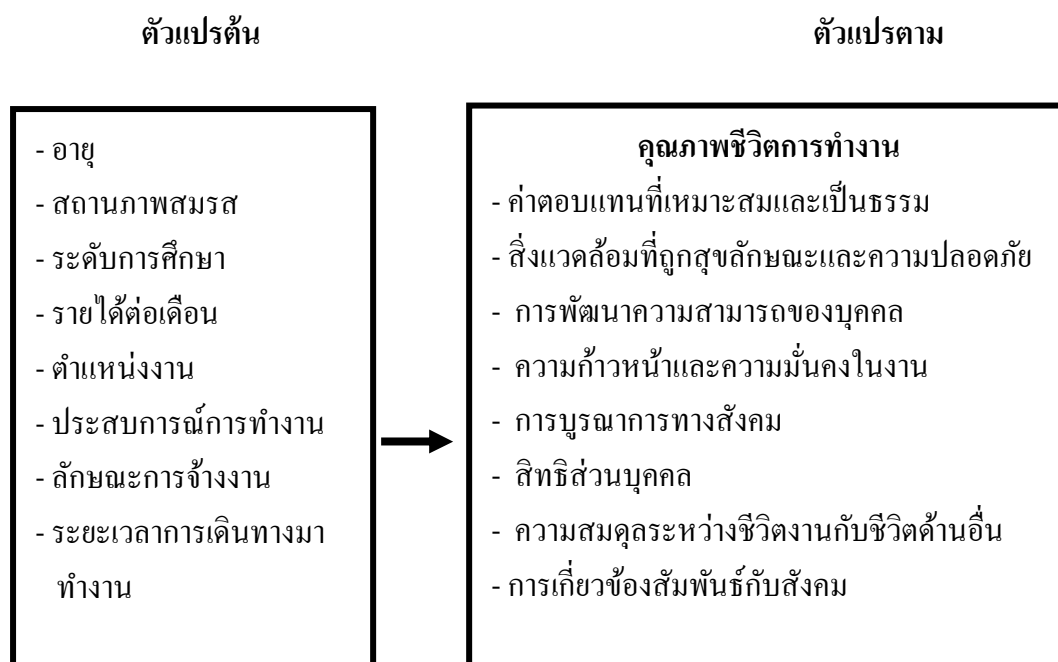 ตัวแปรต้น
ตัวแปรตาม
- อายุ
- สถานภาพสมรส
- ระดับการศึกษา
- รายได้ต่อเดือน
- ตำแหน่งงาน
- ประสบการณ์การทำงาน
- ลักษณะการจ้างงาน
- ระยะเวลาการเดินทางมา
ทำงาน
คุณภาพชีวิตการทำงาน
- ค่าตอบแทนที่เหมาะสมและเป็นธรรม
- สิ่งแวดล้อมที่ถูกสุขลักษณะและความปลอดภัย
- การพัฒนาความสามารถของบุคคล
- ความก้าวหน้าและความมั่นคงในงาน
- การบูรณาการทางสังคม
- สิทธิส่วนบุคคล
- ความสมดุลระหว่างชีวิตงานกับชีวิตด้านอื่น
- การเกี่ยวข้องสัมพันธ์กับสังคม